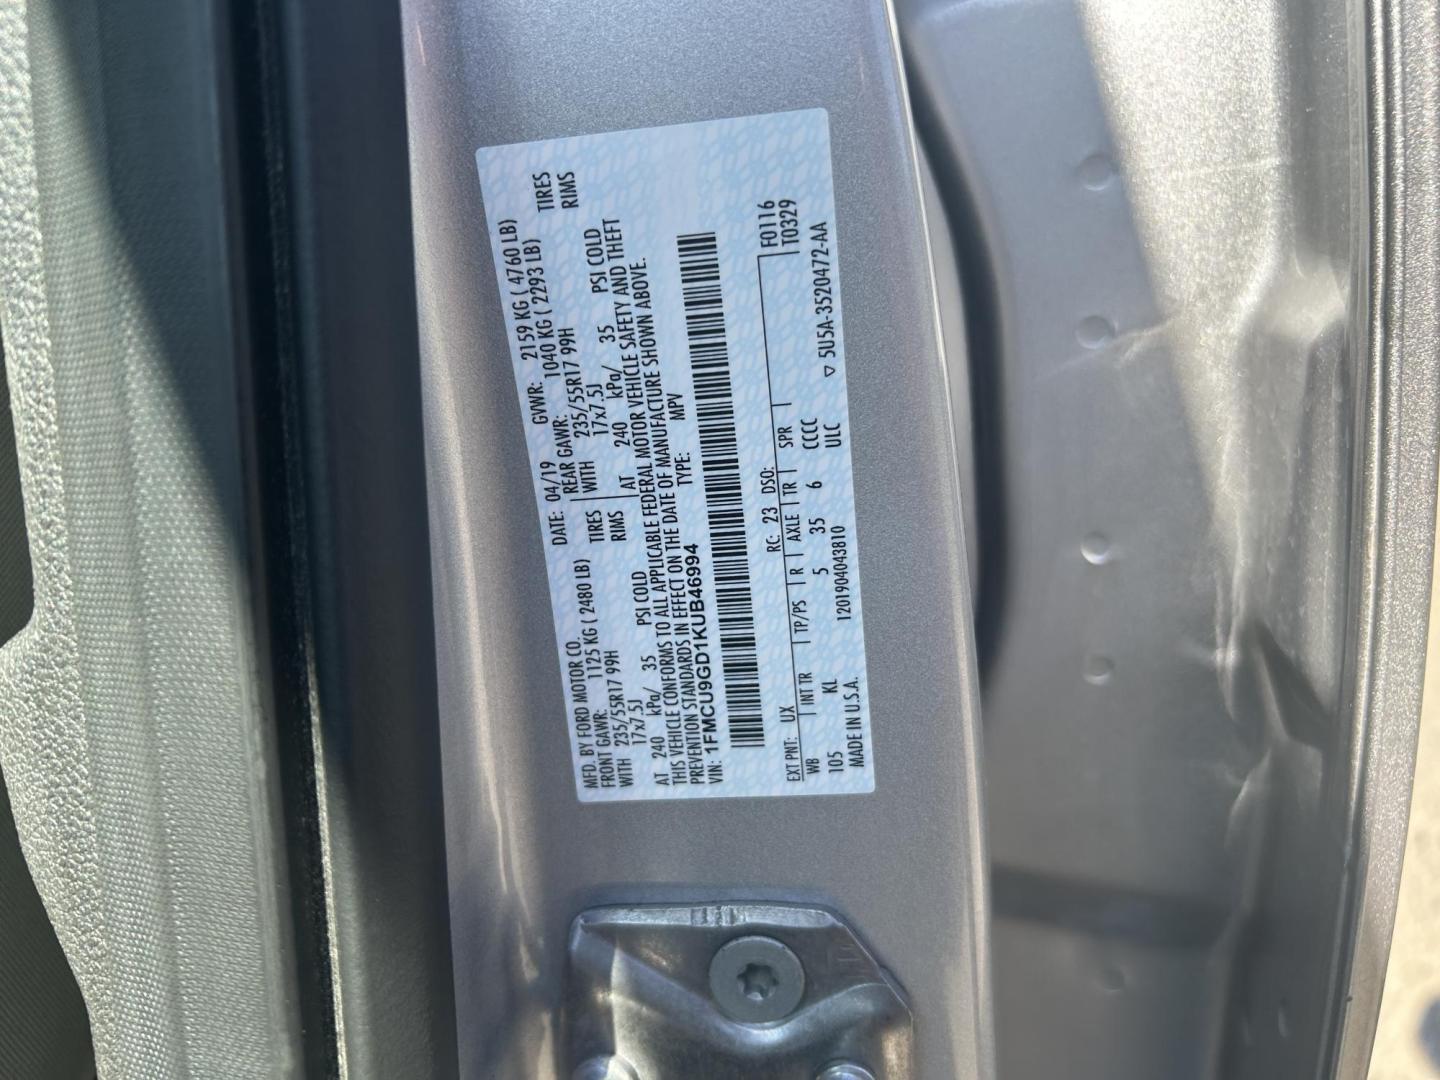 MFD. BY FORD MOTOR CO.
DATE: 04/19 GVWR: 2159 KG ( 4760 LB)
FRONT GAWR: 1125 KG ( 2480 LB) REAR GAWR: 1040 KG ( 2293 LB)
WITH 235/55R17 99H TIRES WITH 235/55R17 99H TIRES
17x7.5J RIMS 17x7.5J RIMS
AT 240 kPa/ 35 PSI COLD AT 240 kPa/ 35 PSI COLD
THIS VEHICLE CONFORMS TO ALL APPLICABLE FEDERAL MOTOR VEHICLE SAFETY AND THEFT
PREVENTION STANDARDS IN EFFECT ON THE DATE OF MANUFACTURE SHOWN ABOVE.
VIN: 1FMCU9GD1KUB46994 TYPE: MPV
EXT PNT: UX RC: 23 DSO: F0116
WB INT TR TP/PS R AXLE TR SPR T0329
105 KL 5 35 6 CCCC
MADE IN U.S.A. 1201904043810 ULC ▽ 5U5A-3520472-AA